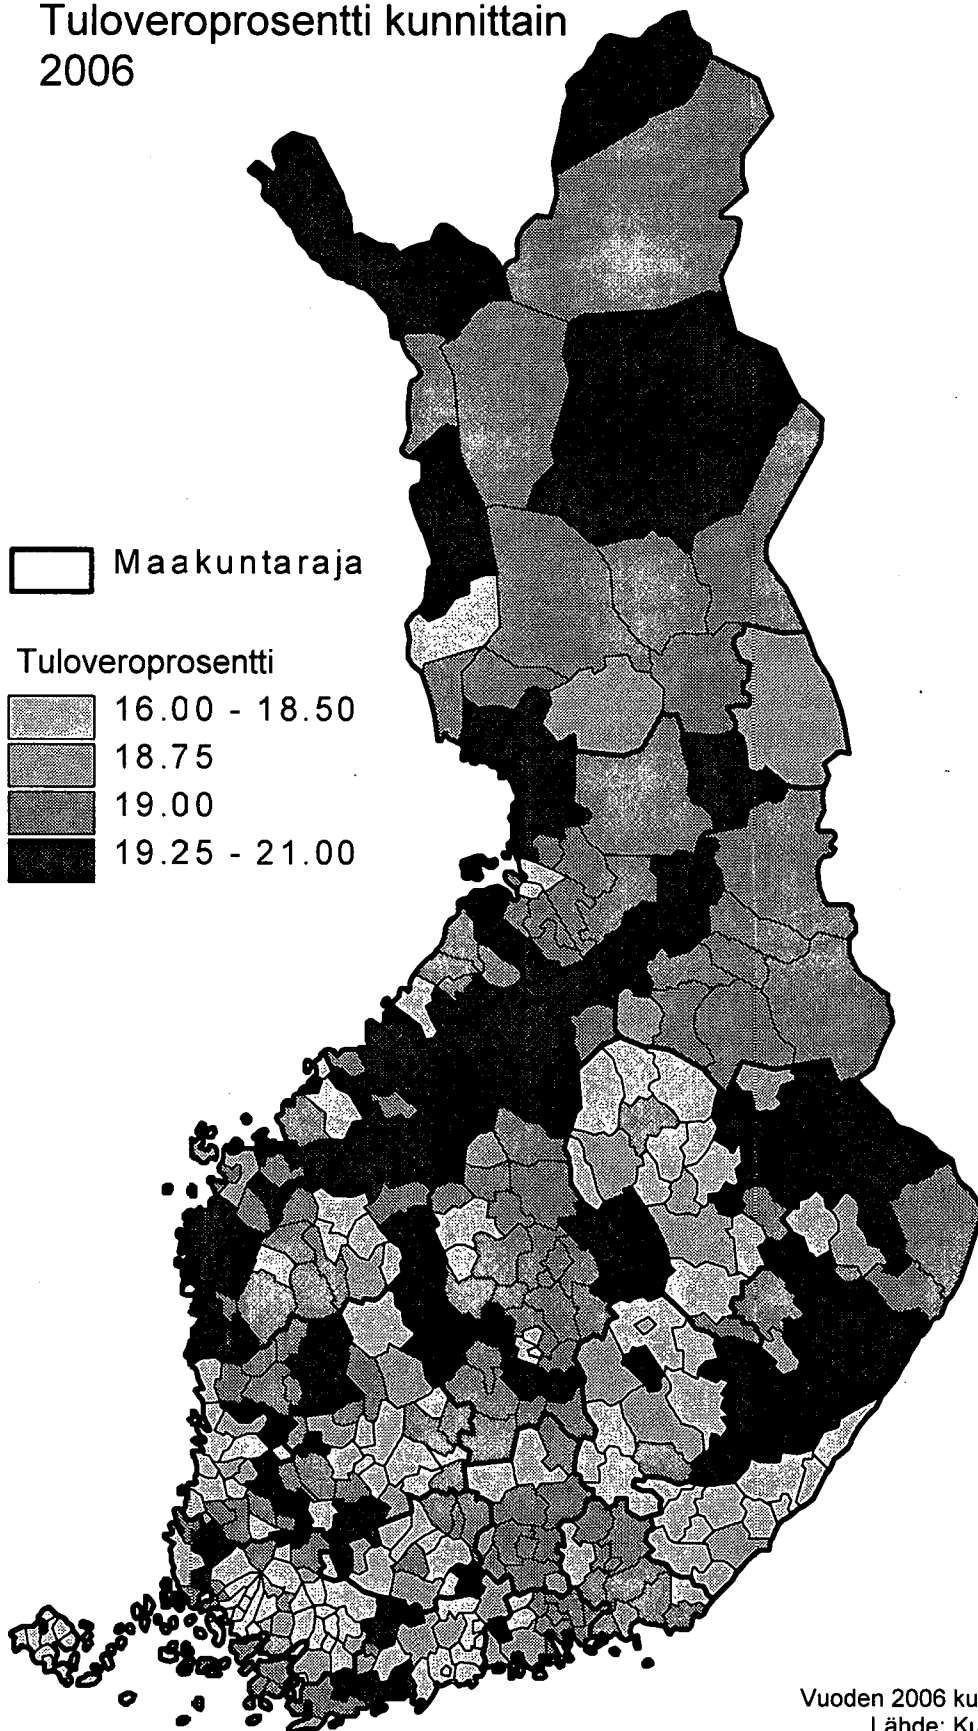 Tuloveroprosentti kunnittain
2006
Maakuntaraja
Tuloveroprosentti
16.00 - 18.50
18.75
19.00
19.25 - 21.00
Vuoden 2006 ku
Lähde: Ku